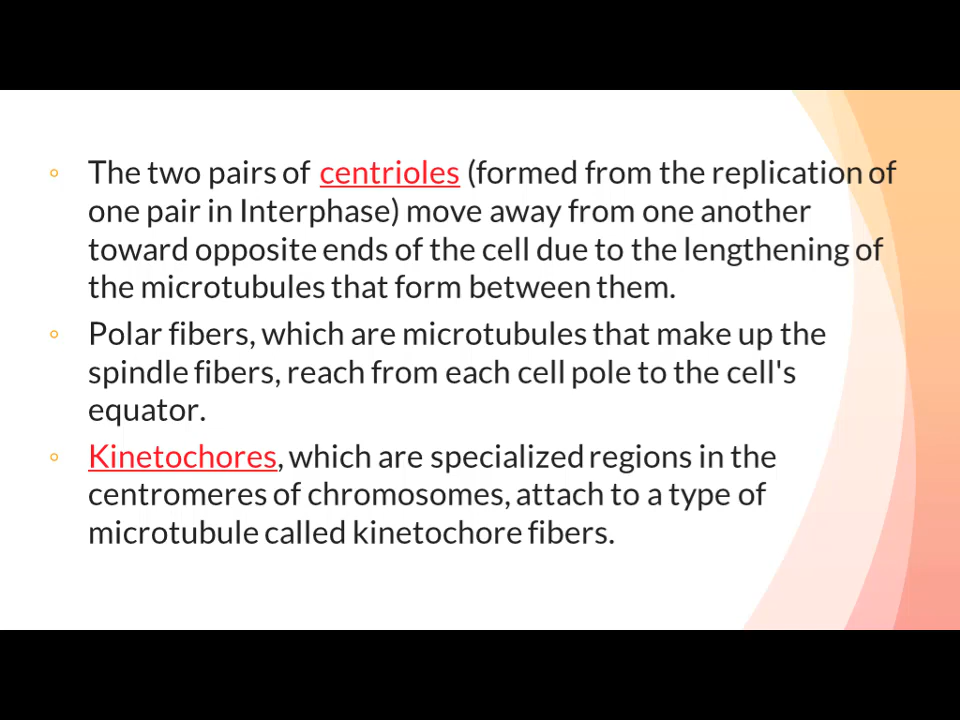 ◦ The two pairs of centrioles (formed from the replication of
one pair in Interphase) move away from one another
toward opposite ends of the cell due to the lengthening of
the microtubules that form between them.
◦ Polar fibers, which are microtubules that make up the
spindle fibers, reach from each cell pole to the cell's
equator.
◦ Kinetochores, which are specialized regions in the
centromeres of chromosomes, attach to a type of
microtubule called kinetochore fibers.